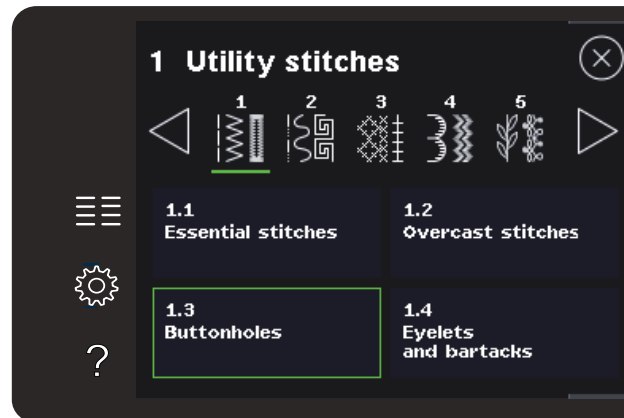 1 Utility stitches
1 2 3 4 5
1.1
Essential stitches
1.2
Overcast stitches
1.3
Buttonholes
1.4
Eyelets
and bartacks
?